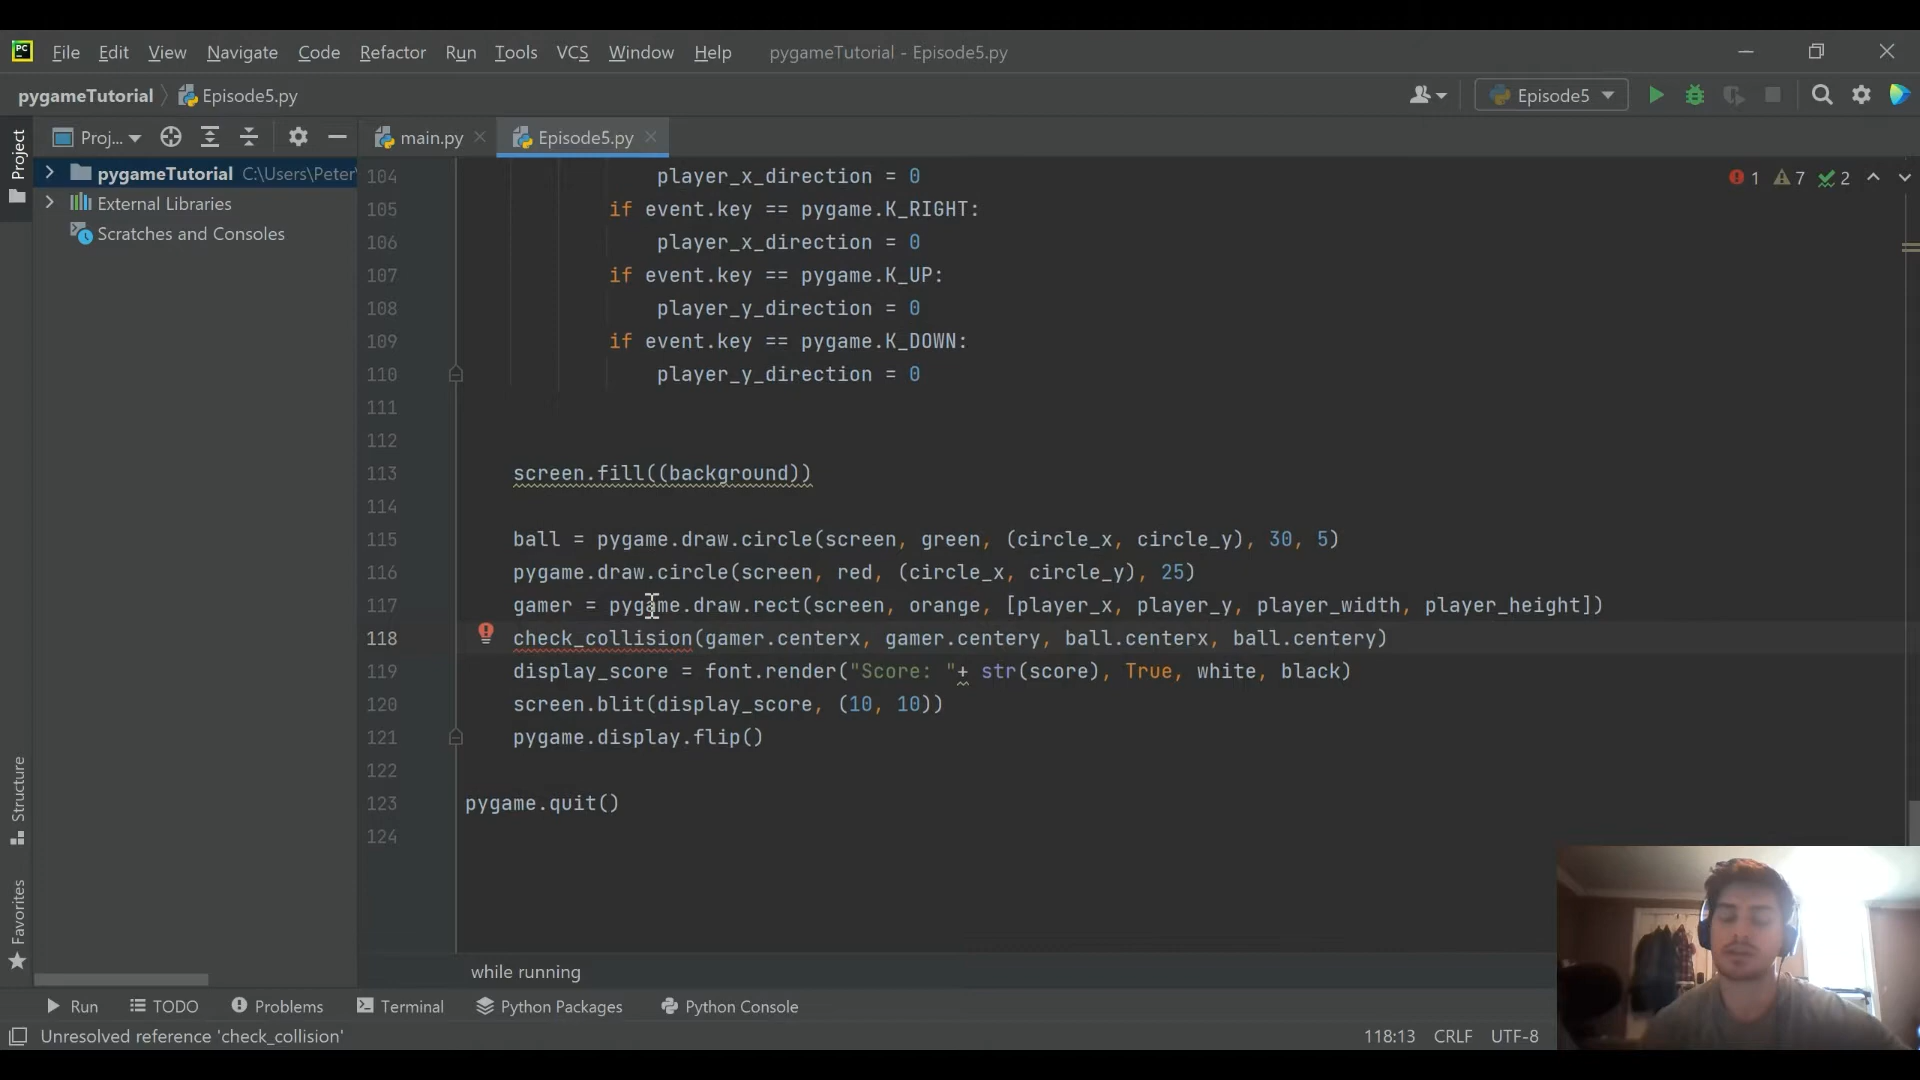 PC File Edit View Navigate Code Refactor Run Tools VCS Window Help pygameTutorial - Episode5.py
pygameTutorial Episode5.py Episode5
Project Proj... main.py Episode5.py
pygameTutorial C:\Users\Peter\
External Libraries
Scratches and Consoles
1 7 2
104 player_x_direction = 0
105 if event.key == pygame.K_RIGHT:
106 player_x_direction = 0
107 if event.key == pygame.K_UP:
108 player_y_direction = 0
109 if event.key == pygame.K_DOWN:
110 player_y_direction = 0
111
112
113 screen.fill((background))
114
115 ball = pygame.draw.circle(screen, green, (circle_x, circle_y), 30, 5)
116 pygame.draw.circle(screen, red, (circle_x, circle_y), 25)
117 gamer = pygame.draw.rect(screen, orange, [player_x, player_y, player_width, player_height])
118 check_collision(gamer.centerx, gamer.centery, ball.centerx, ball.centery)
119 display_score = font.render("Score: "+ str(score), True, white, black)
120 screen.blit(display_score, (10, 10))
121 pygame.display.flip()
122
123 pygame.quit()
124
Structure
Favorites
while running
Run TODO Problems Terminal Python Packages Python Console
Unresolved reference 'check_collision' 118:13 CRLF UTF-8